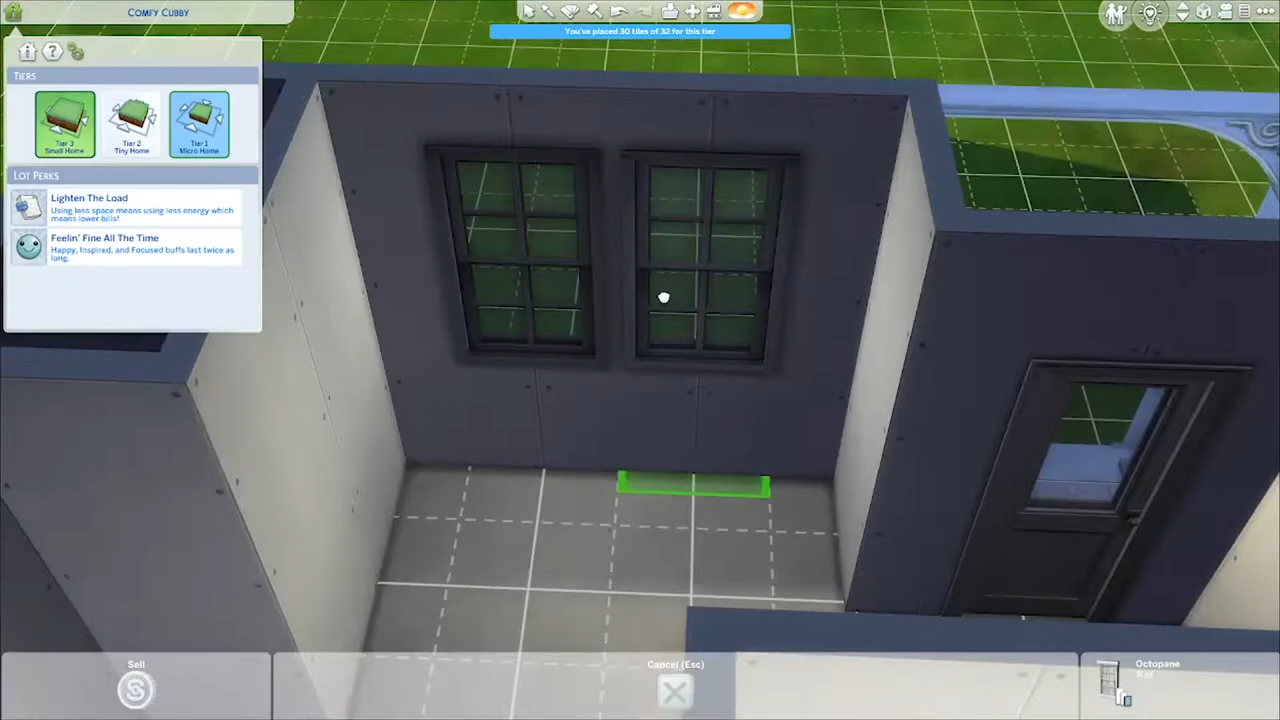 Comfy Cubby
You've placed 30 tiles of 32 for this tier
Tiers
Tier 3
Small Home
Tier 2
Tiny Home
Tier 1
Micro Home
Lot Perks
Lighten The Load
Using less space means using less energy which
means lower bills!
Feelin' Fine All The Time
Happy, Inspired, and Focused buffs last twice as
long.
Sell
Cancel (Esc)
Octopane